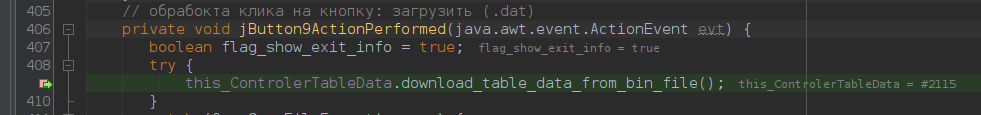 405 // обрабокта клика на кнопку: загрузить (.dat)
406 private void jButton9ActionPerformed(java.awt.event.ActionEvent evt) {
407 boolean flag_show_exit_info = true; flag_show_exit_info = true
408 try {
this_ControlerTableData.download_table_data_from_bin_file(); this_ControlerTableData = #2115
410 }